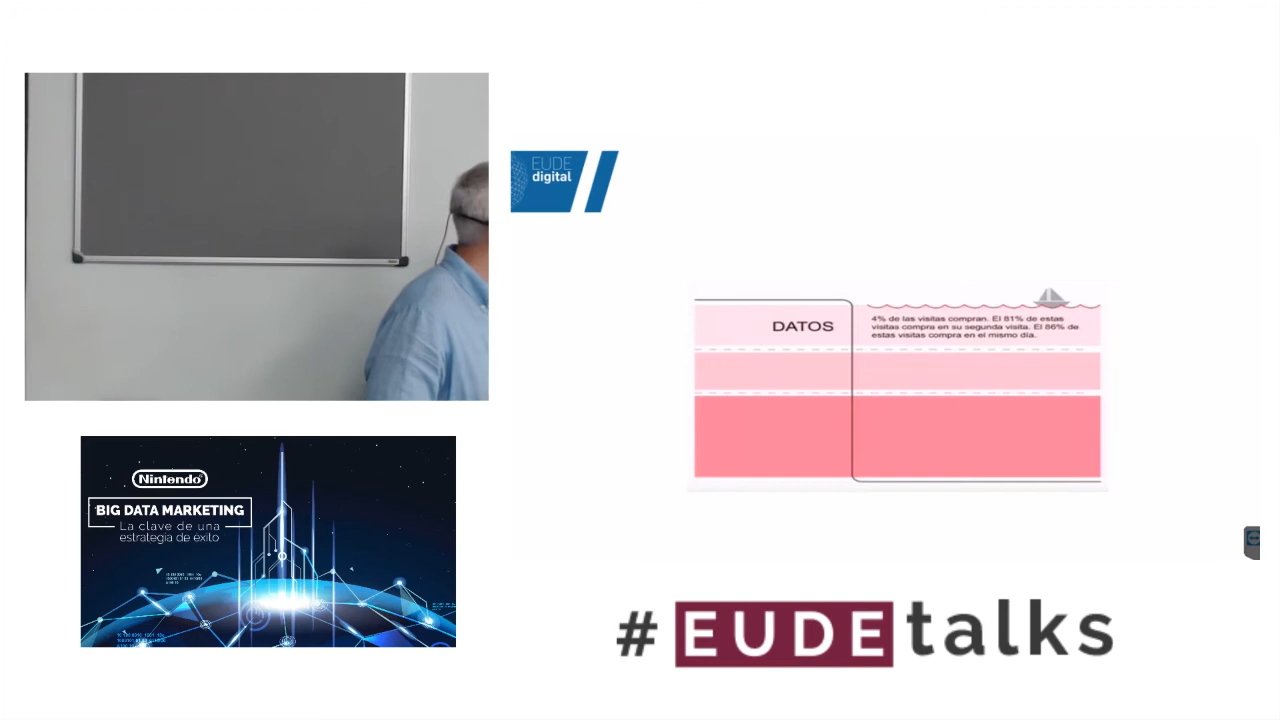 EUDE
digital
DATOS
4% de las visitas compran. El 81% de estas
visitas compra en su segunda visita. El 86% de
estas visitas compra en el mismo día.
Nintendo
BIG DATA MARKETING
La clave de una
estrategia de éxito
# EUDE talks